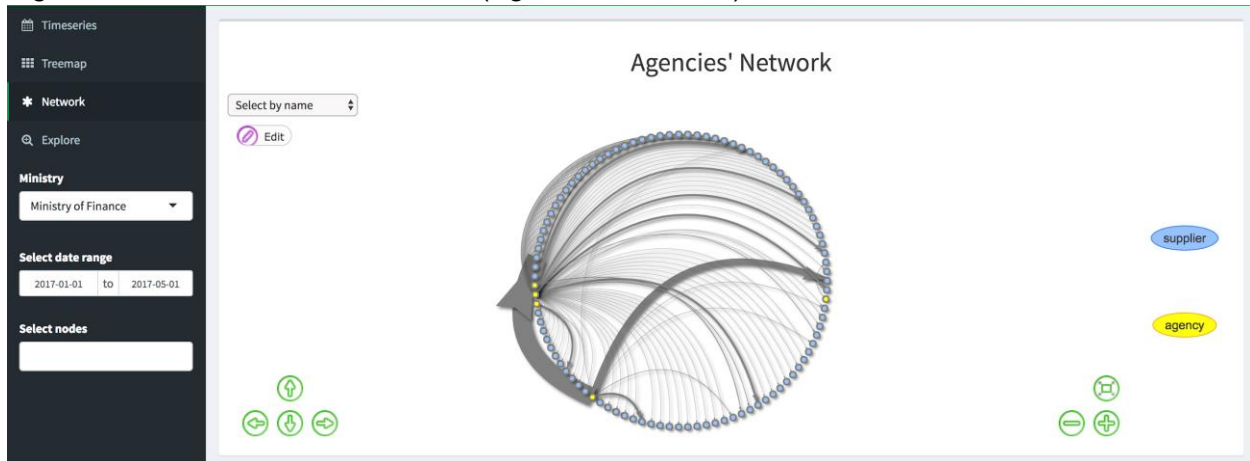 Timeseries
Treemap
Network
Explore
Ministry
Ministry of Finance
Select date range
2017-01-01 to 2017-05-01
Select nodes
Agencies' Network
Select by name
Edit
supplier
agency